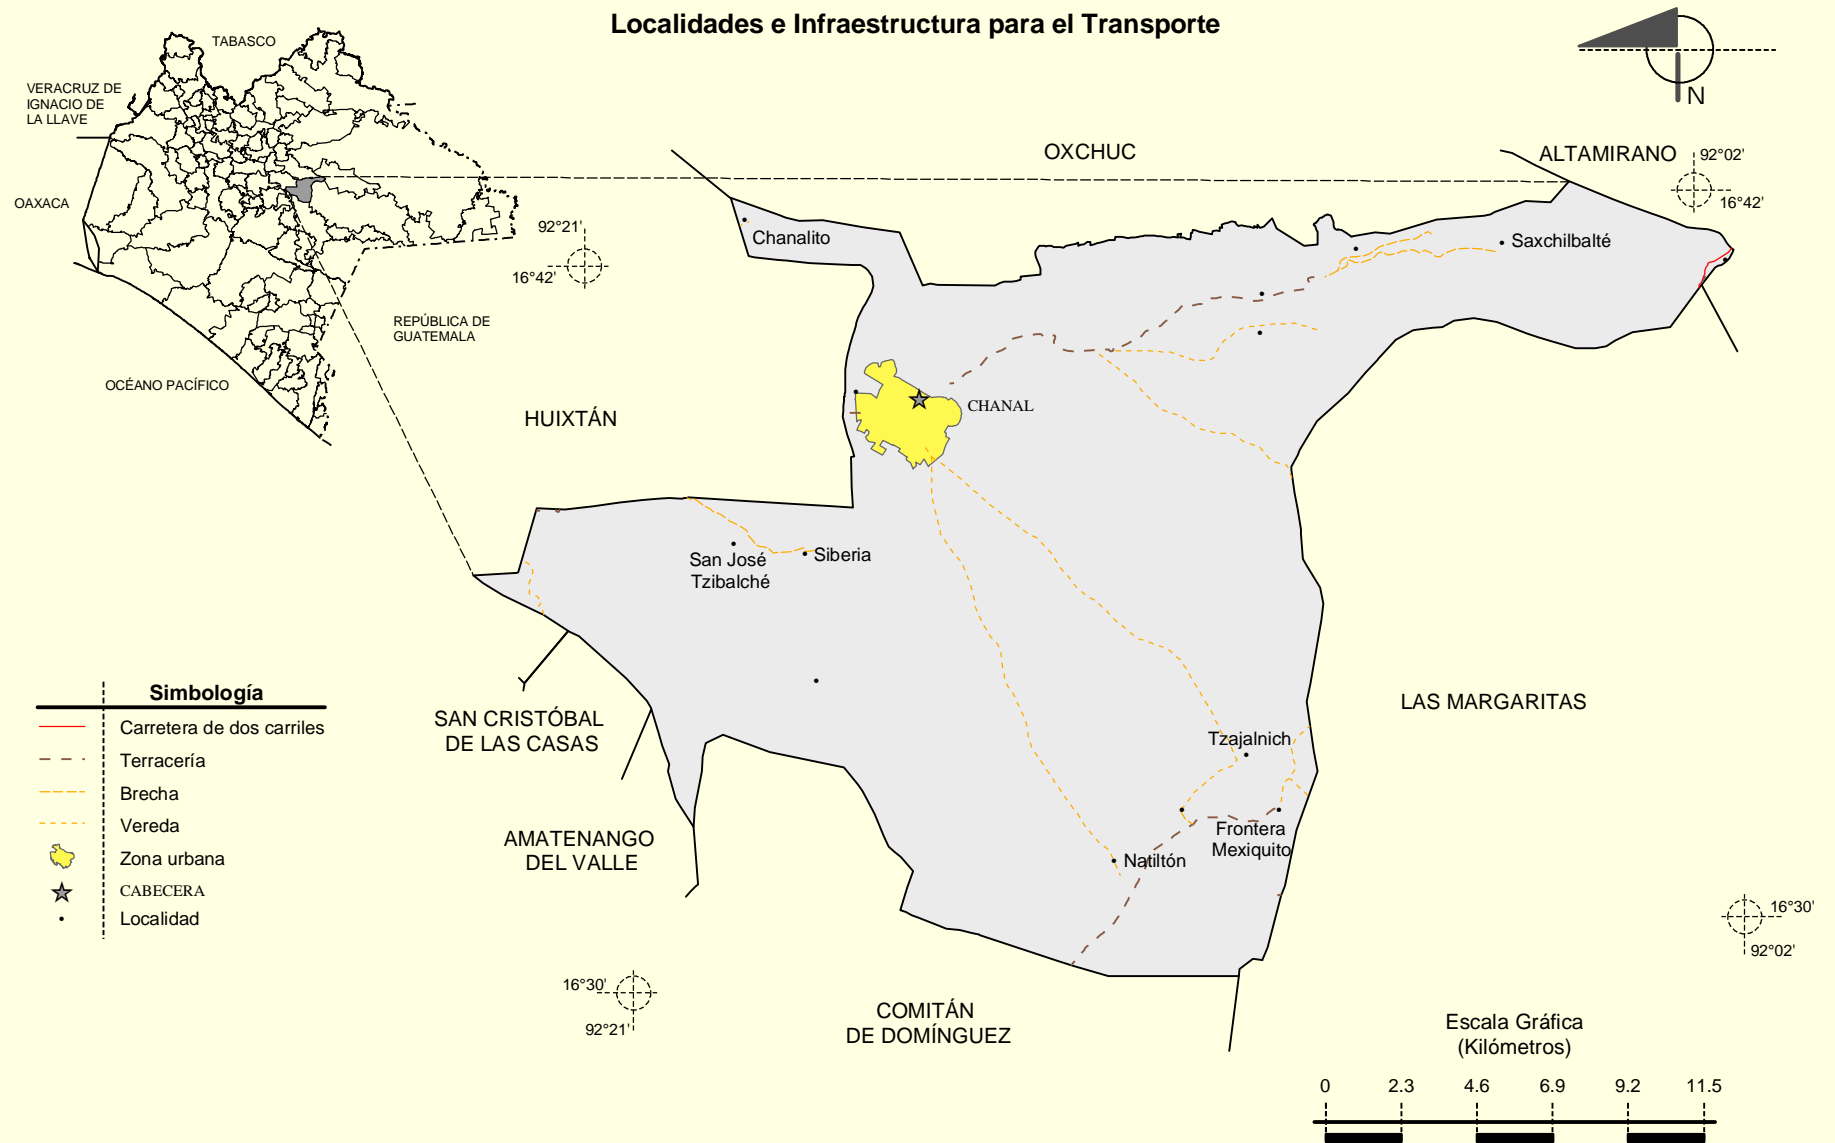 Localidades e Infraestructura para el Transporte
TABASCO
VERACRUZ DE
IGNACIO DE
LA LLAVE
OAXACA
REPÚBLICA DE
GUATEMALA
OCÉANO PACÍFICO
N
92°21'
16°42'
92°02'
16°42'
OXCHUC
ALTAMIRANO
Chanalito
Saxchilbalté
HUIXTÁN
CHANAL
San José
Tzibalché
Siberia
SAN CRISTÓBAL
DE LAS CASAS
LAS MARGARITAS
Tzajalnich
Frontera
Mexiquito
Natiltón
AMATENANGO
DEL VALLE
COMITÁN
DE DOMÍNGUEZ
16°30'
92°21'
16°30'
92°02'
Simbología
Carretera de dos carriles
Terracería
Brecha
Vereda
Zona urbana
CABECERA
Localidad
Escala Gráfica
(Kilómetros)
0 2.3 4.6 6.9 9.2 11.5